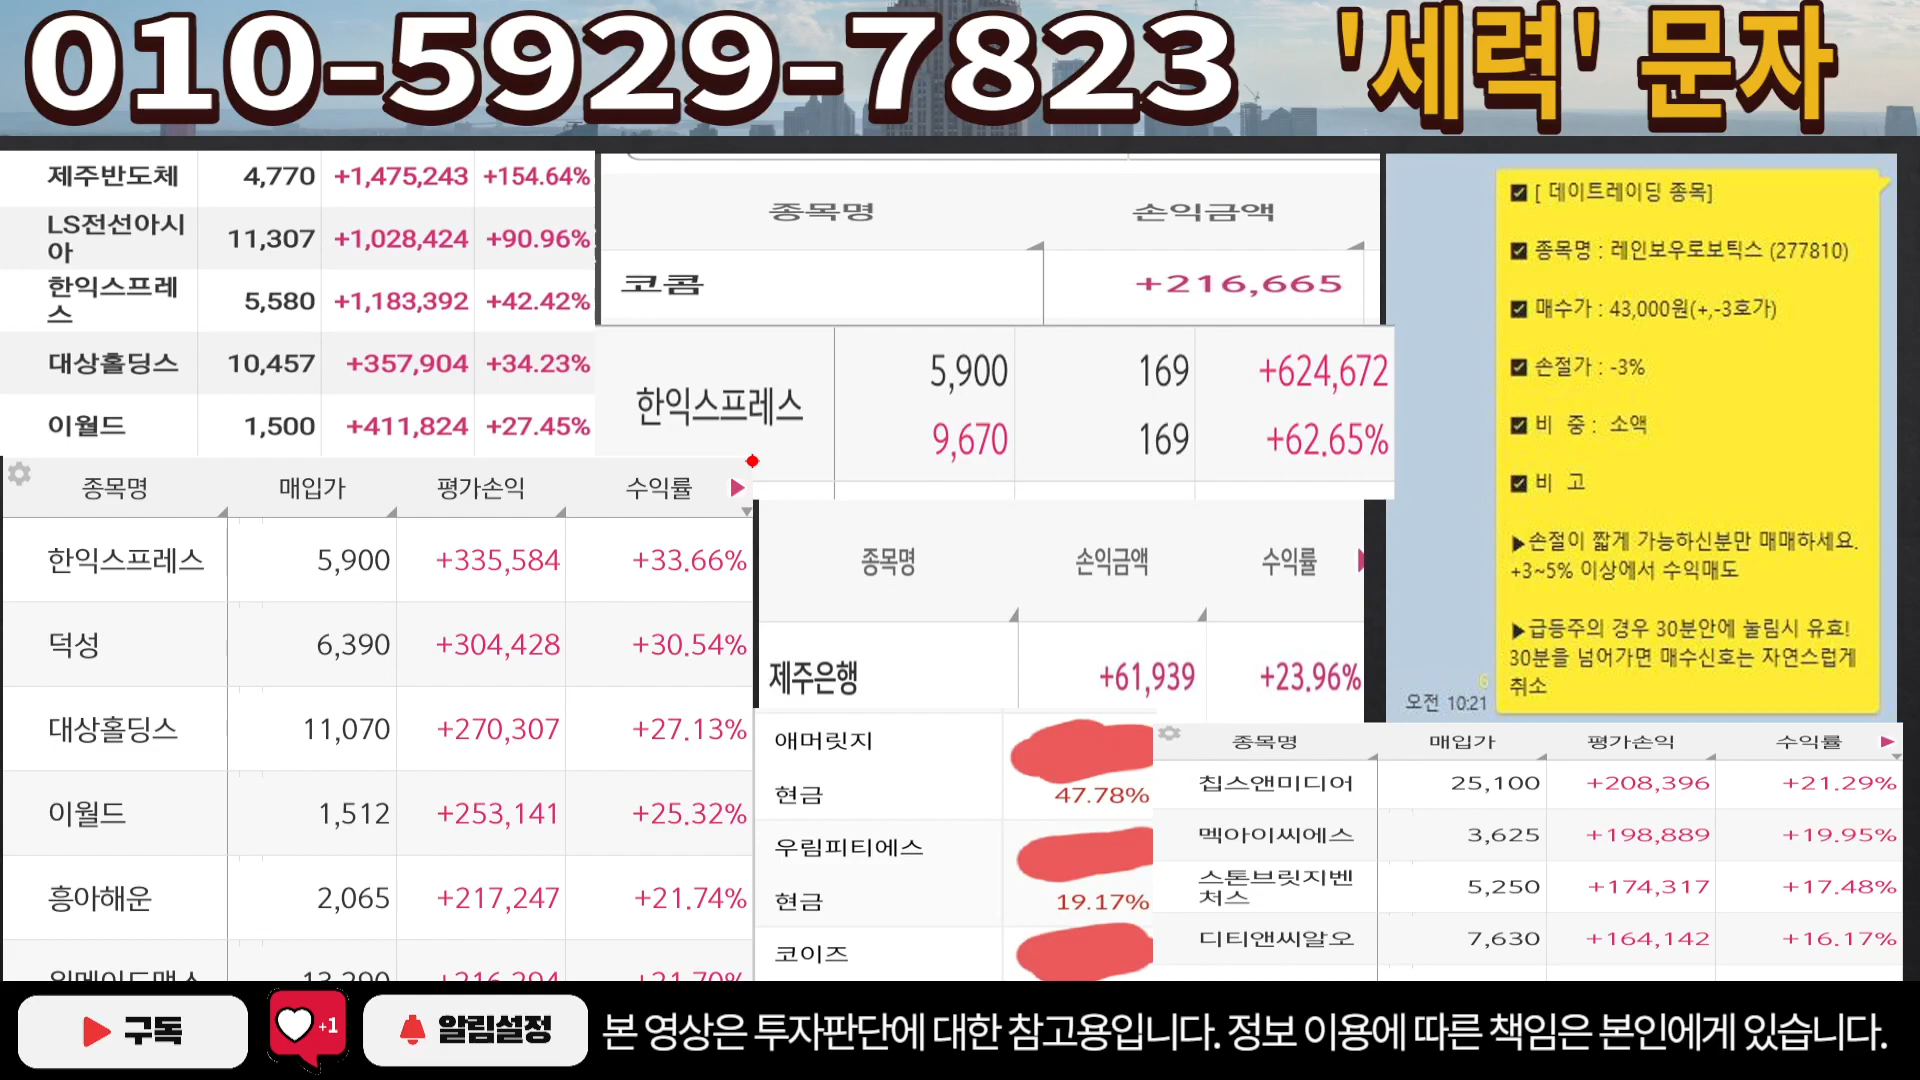 010-5929-7823 '세력' 문자
제주반도체 4,770 +1,475,243 +154.64%
LS전선아시아 11,307 +1,028,424 +90.96%
한익스프레스 5,580 +1,183,392 +42.42%
대상홀딩스 10,457 +357,904 +34.23%
이월드 1,500 +411,824 +27.45%
종목명 손익금액
코콤 +216,665
한익스프레스 5,900 169 +624,672
9,670 169 +62.65%
[ 데이트레이딩 종목]
종목명 : 레인보우로보틱스 (277810)
매수가 : 43,000원(+,-3호가)
손절가 : -3%
비 중 : 소액
비 고
▶손절이 짧게 가능하신분만 매매하세요.
+3~5% 이상에서 수익매도
▶급등주의 경우 30분안에 눌림시 유효!
30분을 넘어가면 매수신호는 자연스럽게
취소
6
오전 10:21
종목명 매입가 평가손익 수익률
한익스프레스 5,900 +335,584 +33.66%
덕성 6,390 +304,428 +30.54%
대상홀딩스 11,070 +270,307 +27.13%
이월드 1,512 +253,141 +25.32%
흥아해운 2,065 +217,247 +21.74%
종목명 손익금액 수익률
제주은행 +61,939 +23.96%
애머릿지
현금 47.78%
우림피티에스
현금 19.17%
코이즈
종목명 매입가 평가손익 수익률
칩스앤미디어 25,100 +208,396 +21.29%
멕아이씨에스 3,625 +198,889 +19.95%
스톤브릿지벤처스 5,250 +174,317 +17.48%
디티앤씨알오 7,630 +164,142 +16.17%
구독 +1 알림설정 본 영상은 투자판단에 대한 참고용입니다. 정보 이용에 따른 책임은 본인에게 있습니다.